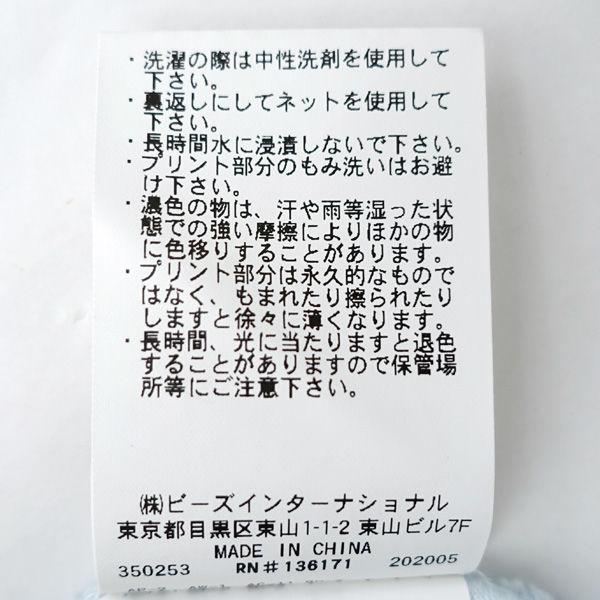 ・洗濯の際は中性洗剤を使用して
下さい。
・裏返しにしてネットを使用して
下さい。
・長時間水に浸漬しないで下さい。
・プリント部分のもみ洗いはお避
け下さい。
・濃色の物は、汗や雨等湿った状
態での強い摩擦によりほかの物
に色移りすることがあります。
・プリント部分は永久的なもので
はなく、もまれたり擦られたり
しますと徐々に薄くなります。
・長時間、光に当たりますと退色
することがありますので保管場
所等にご注意下さい。
㈱ビーズインターナショナル
東京都目黒区東山1-1-2 東山ビル7F
MADE IN CHINA
350253 RN#136171 202005